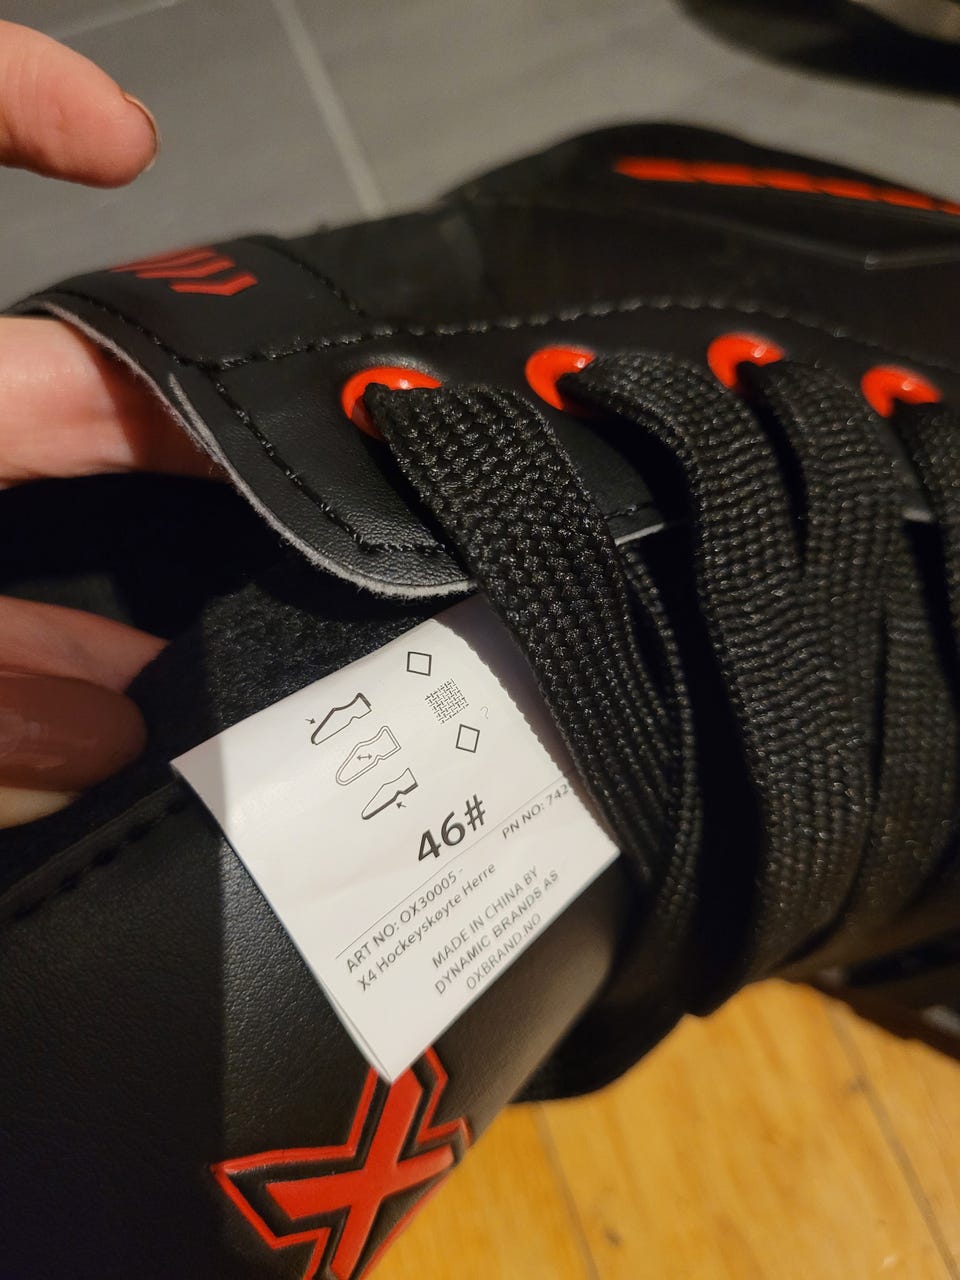 46#
PN NO: 742
ART NO: OX30005 -
X4 Hockeyskøyte Herre
MADE IN CHINA BY
DYNAMIC BRANDS AS
OXBRAND.NO
X